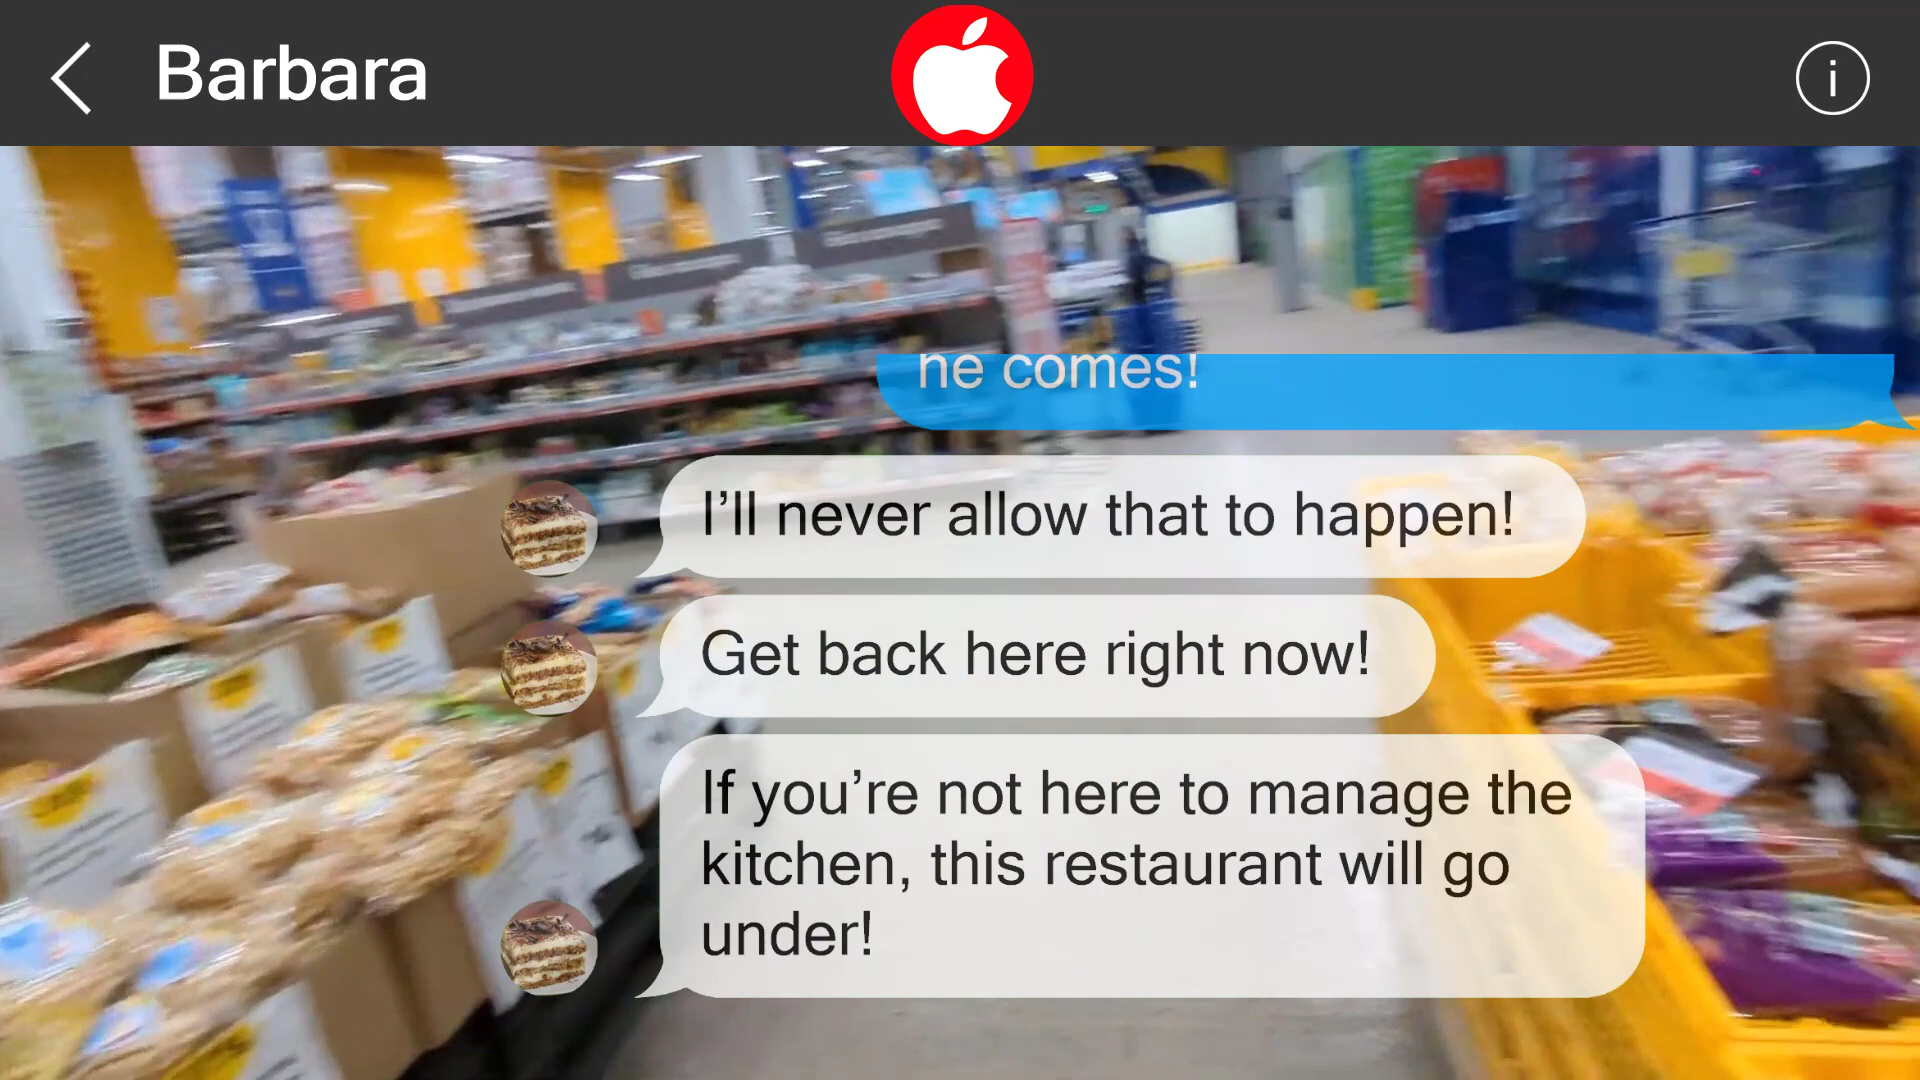 Barbara
he comes!
I’ll never allow that to happen!
Get back here right now!
If you’re not here to manage the
kitchen, this restaurant will go
under!